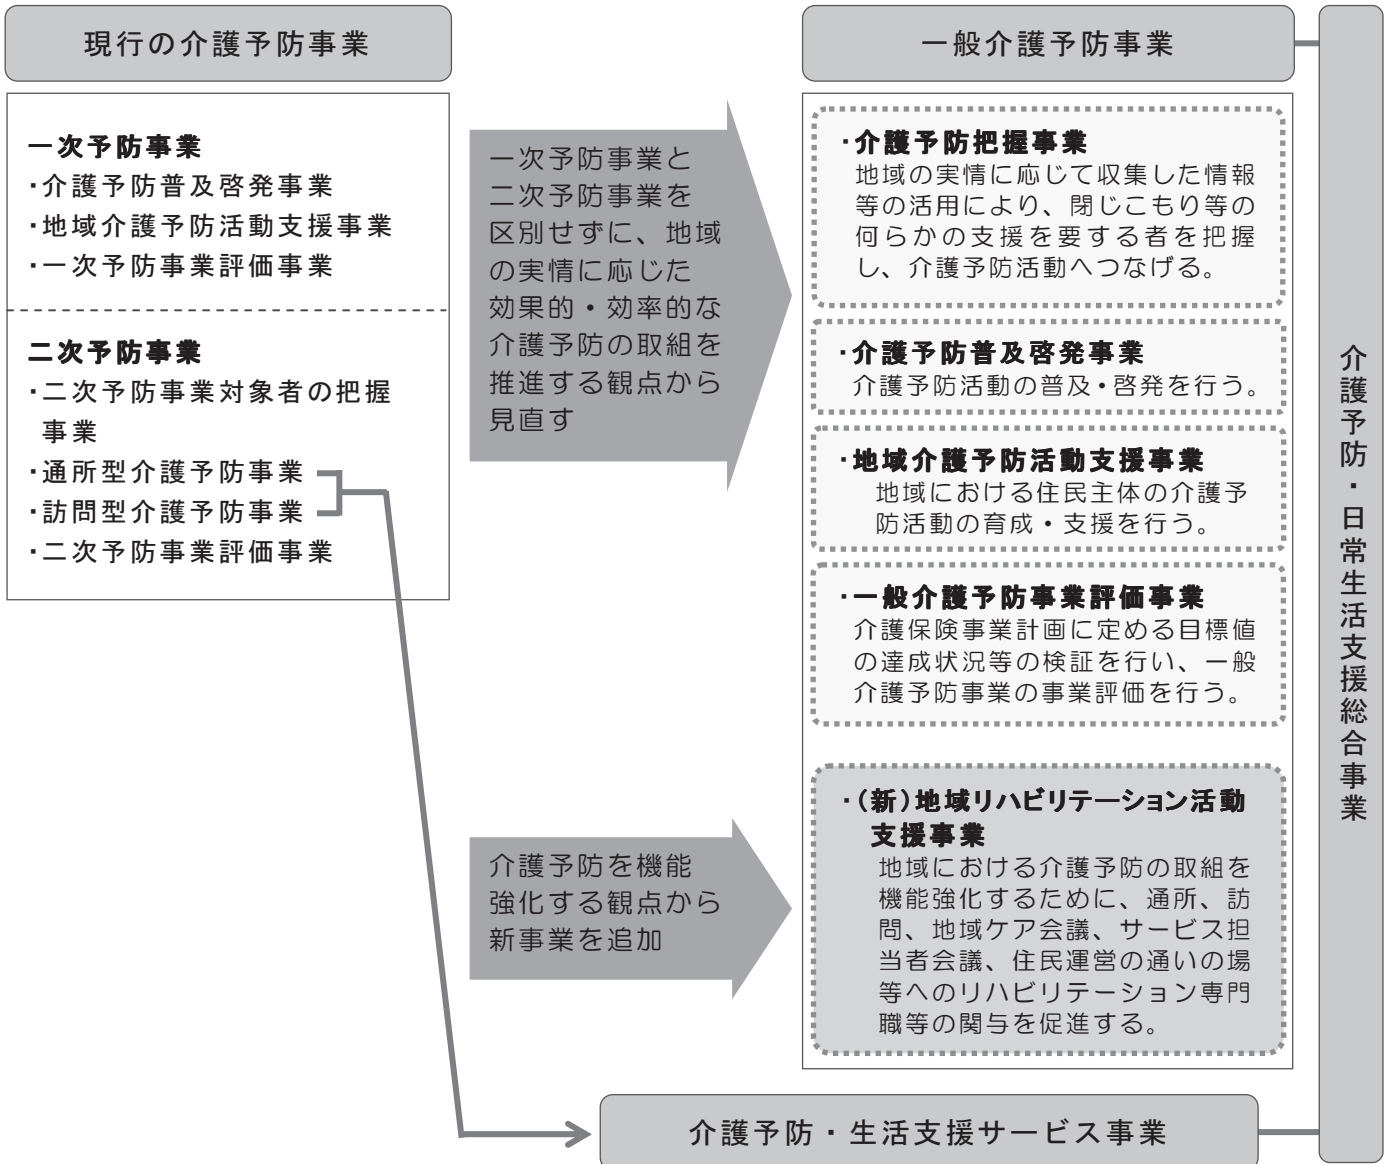 現行の介護予防事業
一次予防事業
・介護予防普及啓発事業
・地域介護予防活動支援事業
・一次予防事業評価事業
二次予防事業
・二次予防事業対象者の把握
事業
・通所型介護予防事業
・訪問型介護予防事業
・二次予防事業評価事業
一次予防事業と
二次予防事業を
区別せずに、地域
の実情に応じた
効果的・効率的な
介護予防の取組を
推進する観点から
見直す
介護予防を機能
強化する観点から
新事業を追加
一般介護予防事業
・介護予防把握事業
地域の実情に応じて収集した情報
等の活用により、閉じこもり等の
何らかの支援を要する者を把握
し、介護予防活動へつなげる。
・介護予防普及啓発事業
介護予防活動の普及・啓発を行う。
・地域介護予防活動支援事業
地域における住民主体の介護予
防活動の育成・支援を行う。
・一般介護予防事業評価事業
介護保険事業計画に定める目標値
の達成状況等の検証を行い、一般
介護予防事業の事業評価を行う。
・（新）地域リハビリテーション活動
支援事業
地域における介護予防の取組を
機能強化するために、通所、訪
問、地域ケア会議、サービス担
当者会議、住民運営の通いの場
等へのリハビリテーション専門
職等の関与を促進する。
介護予防・生活支援サービス事業
介護予防・日常生活支援総合事業